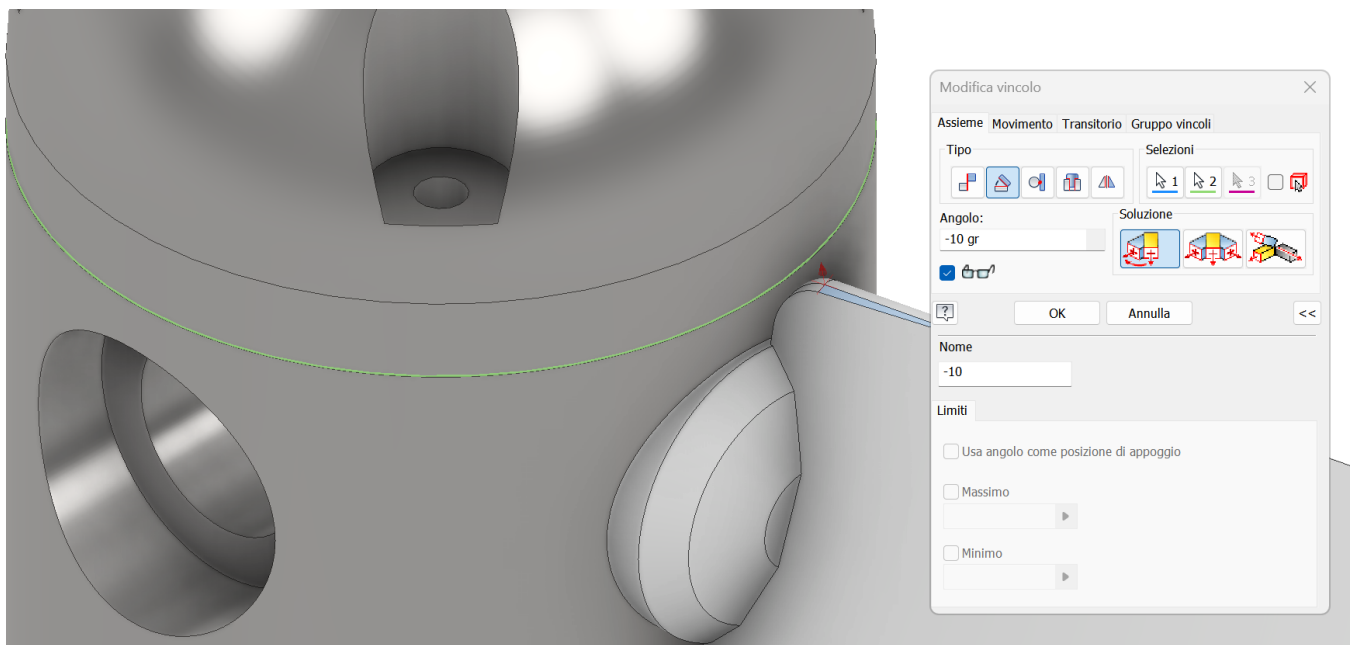 Modifica vincolo
Assieme Movimento Transitorio Gruppo vincoli
Tipo
Selezioni
1 2 3
Angolo:
-10 gr
Soluzione
OK Annulla <<
Nome
-10
Limiti
Usa angolo come posizione di appoggio
Massimo
Minimo